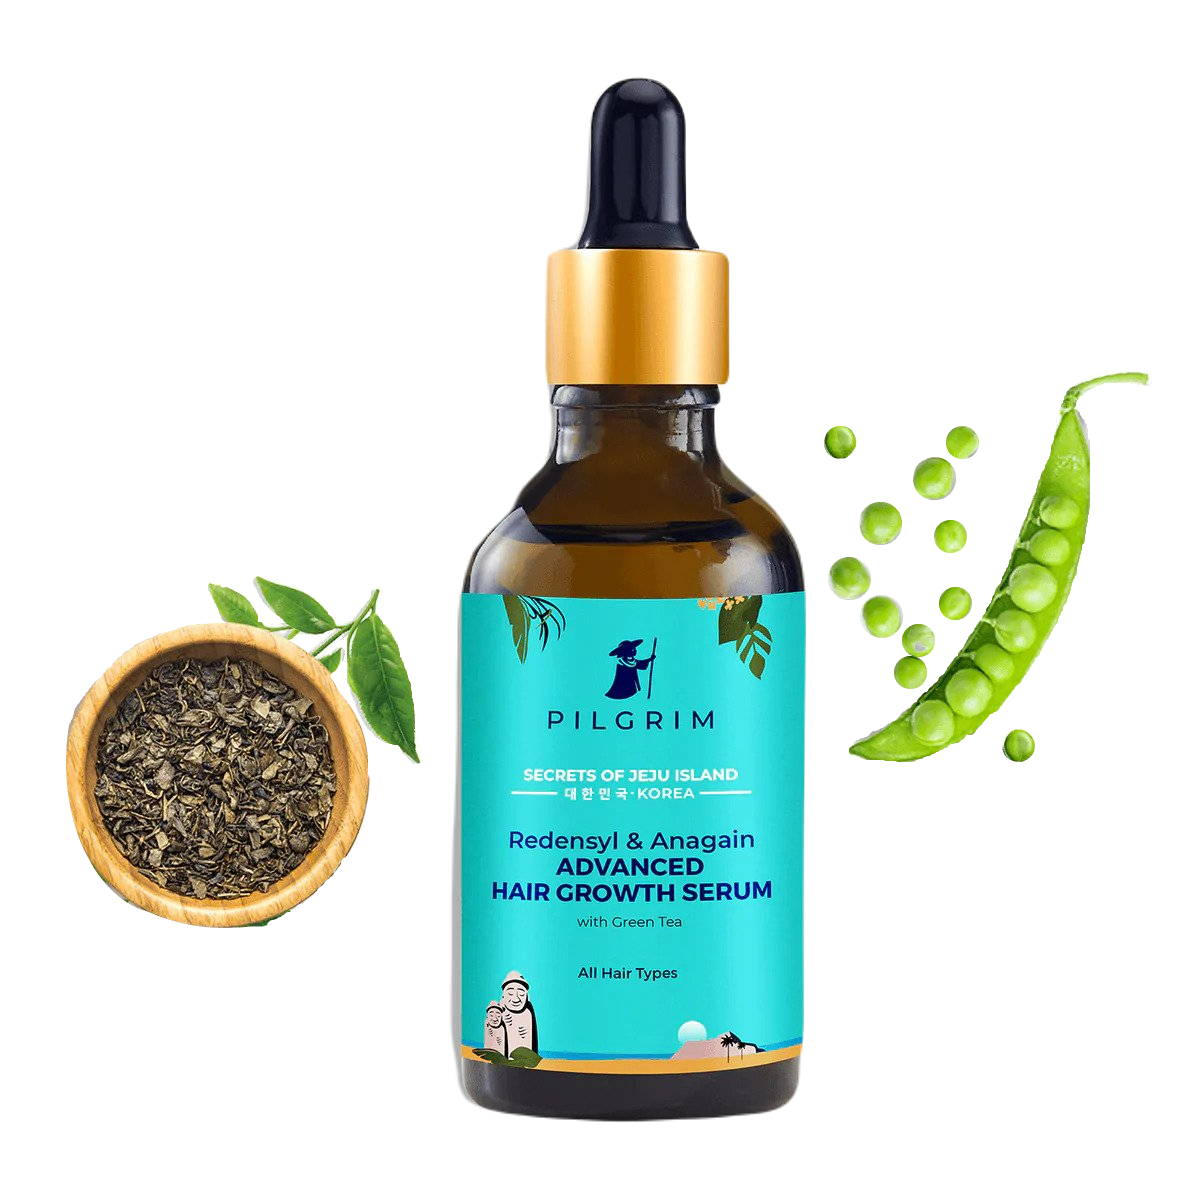 PILGRIM
SECRETS OF JEJU ISLAND
대한민국·KOREA
Redensyl & Anagain
ADVANCED
HAIR GROWTH SERUM
with Green Tea
All Hair Types